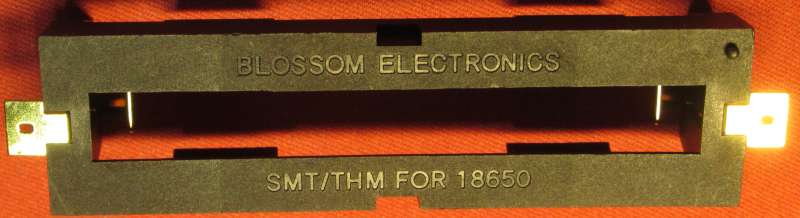 BLOSSOM ELECTRONICS
SMT/THM FOR 18650